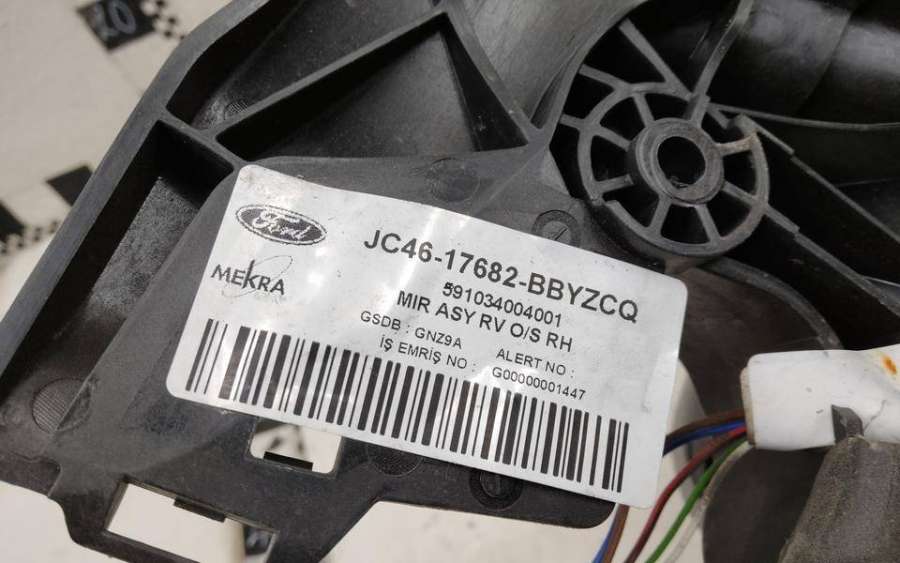 Ford
JC46-17682-BBYZCQ
MEKRA
591034004001
MIR ASY RV O/S RH
GSDB : GNZ9A ALERT NO :
İŞ EMRİŞ NO : G00000001447